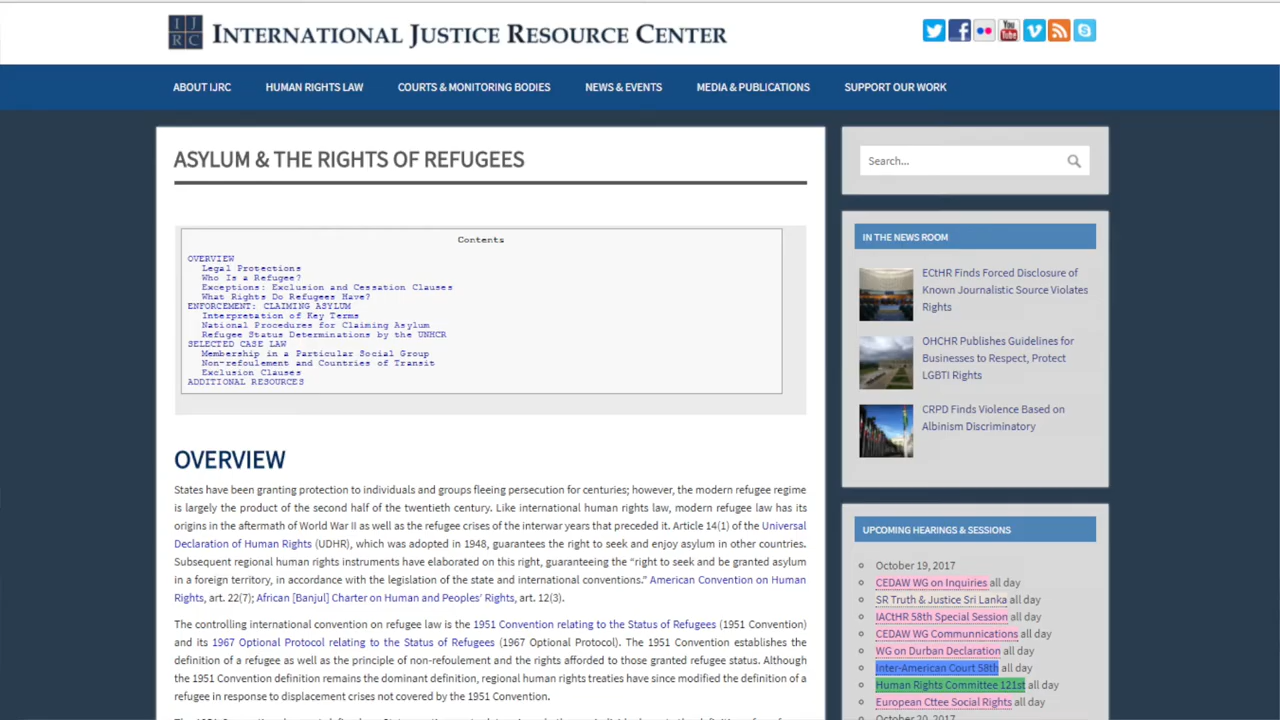 IJ
RC
INTERNATIONAL JUSTICE RESOURCE CENTER
You
Tube
ABOUT IJRC
HUMAN RIGHTS LAW
COURTS & MONITORING BODIES
NEWS & EVENTS
MEDIA & PUBLICATIONS
SUPPORT OUR WORK
ASYLUM & THE RIGHTS OF REFUGEES
Contents
OVERVIEW
Legal Protections
Who Is a Refugee?
Exceptions: Exclusion and Cessation Clauses
What Rights Do Refugees Have?
ENFORCEMENT: CLAIMING ASYLUM
Interpretation of Key Terms
National Procedures for Claiming Asylum
Refugee Status Determinations by the UNHCR
SELECTED CASE LAW
Membership in a Particular Social Group
Non-refoulement and Countries of Transit
Exclusion Clauses
ADDITIONAL RESOURCES
OVERVIEW
States have been granting protection to individuals and groups fleeing persecution for centuries; however, the modern refugee regime
is largely the product of the second half of the twentieth century. Like international human rights law, modern refugee law has its
origins in the aftermath of World War II as well as the refugee crises of the interwar years that preceded it. Article 14(1) of the Universal
Declaration of Human Rights (UDHR), which was adopted in 1948, guarantees the right to seek and enjoy asylum in other countries.
Subsequent regional human rights instruments have elaborated on this right, guaranteeing the “right to seek and be granted asylum
in a foreign territory, in accordance with the legislation of the state and international conventions.” American Convention on Human
Rights, art. 22(7); African [Banjul] Charter on Human and Peoples’ Rights, art. 12(3).
The controlling international convention on refugee law is the 1951 Convention relating to the Status of Refugees (1951 Convention)
and its 1967 Optional Protocol relating to the Status of Refugees (1967 Optional Protocol). The 1951 Convention establishes the
definition of a refugee as well as the principle of non-refoulement and the rights afforded to those granted refugee status. Although
the 1951 Convention definition remains the dominant definition, regional human rights treaties have since modified the definition of a
refugee in response to displacement crises not covered by the 1951 Convention.
Search...
IN THE NEWS ROOM
ECtHR Finds Forced Disclosure of
Known Journalistic Source Violates
Rights
OHCHR Publishes Guidelines for
Businesses to Respect, Protect
LGBTI Rights
CRPD Finds Violence Based on
Albinism Discriminatory
UPCOMING HEARINGS & SESSIONS
October 19, 2017
CEDAW WG on Inquiries all day
SR Truth & Justice Sri Lanka all day
IACtHR 58th Special Session all day
CEDAW WG Communnications all day
WG on Durban Declaration all day
Inter-American Court 58th all day
Human Rights Committee 121st all day
European Cttee Social Rights all day
October 20, 2017